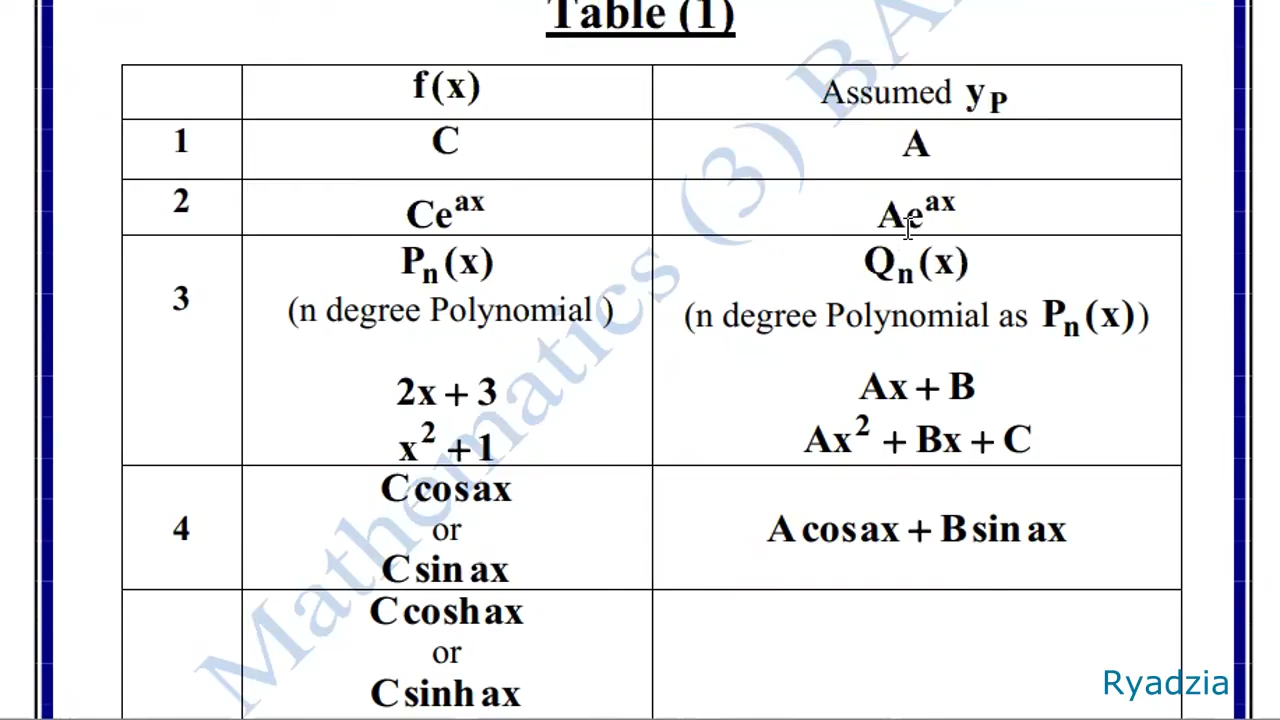 Table (1)
f(x) Assumed y_P
1 C A
2 Ce^ax Ae^ax
3 P_n(x) Q_n(x)
(n degree Polynomial ) (n degree Polynomial as P_n(x))
2x + 3 Ax + B
x^2 + 1 Ax^2 + Bx + C
4 C cos ax A cos ax + B sin ax
or
C sin ax
C cosh ax
or
C sinh ax
Mathematics (3) BA
Ryadzia